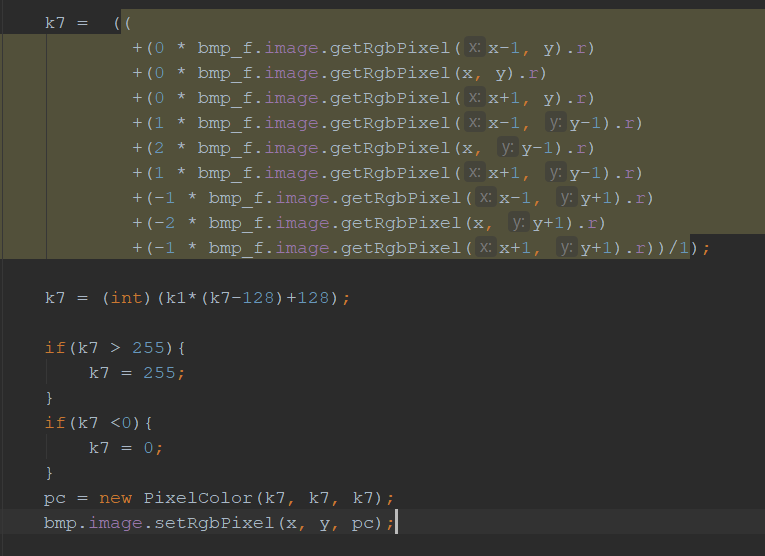 k7 =  ((
+(0 * bmp_f.image.getRgbPixel( x: x-1, y).r)
+(0 * bmp_f.image.getRgbPixel(x, y).r)
+(0 * bmp_f.image.getRgbPixel( x: x+1, y).r)
+(1 * bmp_f.image.getRgbPixel( x: x-1, y: y-1).r)
+(2 * bmp_f.image.getRgbPixel(x, y: y-1).r)
+(1 * bmp_f.image.getRgbPixel( x: x+1, y: y-1).r)
+(-1 * bmp_f.image.getRgbPixel( x: x-1, y: y+1).r)
+(-2 * bmp_f.image.getRgbPixel(x, y: y+1).r)
+(-1 * bmp_f.image.getRgbPixel( x: x+1, y: y+1).r))/1);
k7 = (int)(k1*(k7-128)+128);
if(k7 > 255){
k7 = 255;
}
if(k7 <0){
k7 = 0;
}
pc = new PixelColor(k7, k7, k7);
bmp.image.setRgbPixel(x, y, pc);